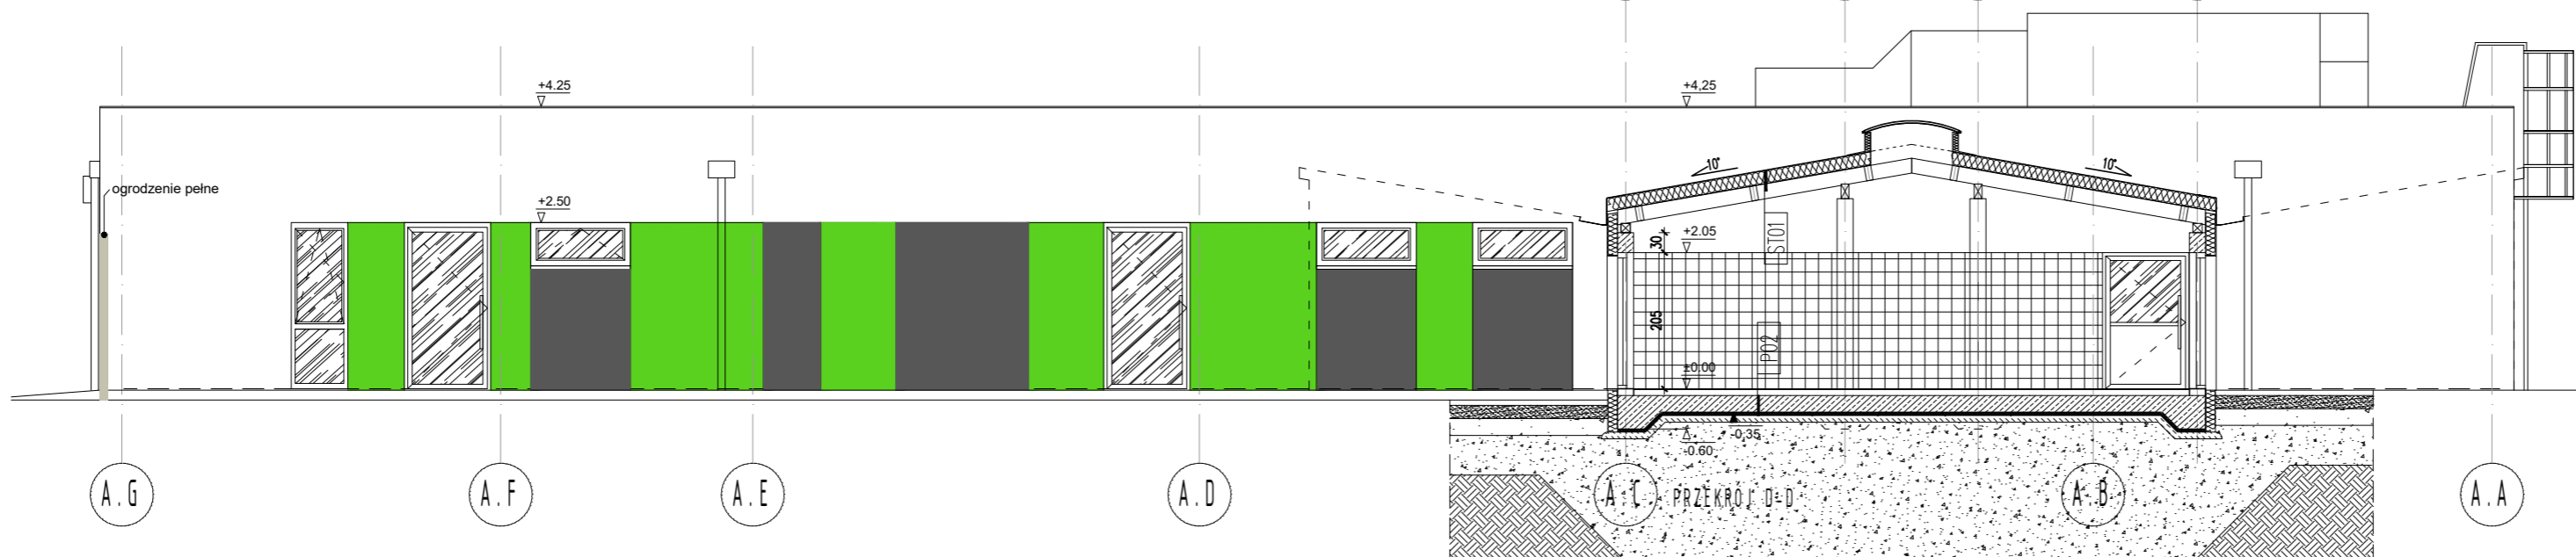 +4.25
+4,25
ogrodzenie pełne
10°
10°
+2.50
+2.05
30
ST01
205
P02
±0.00
-0.35
-0.60
A.G
A.F
A.E
A.D
A.C
PRZEKRÓJ D-D
A.B
A.A